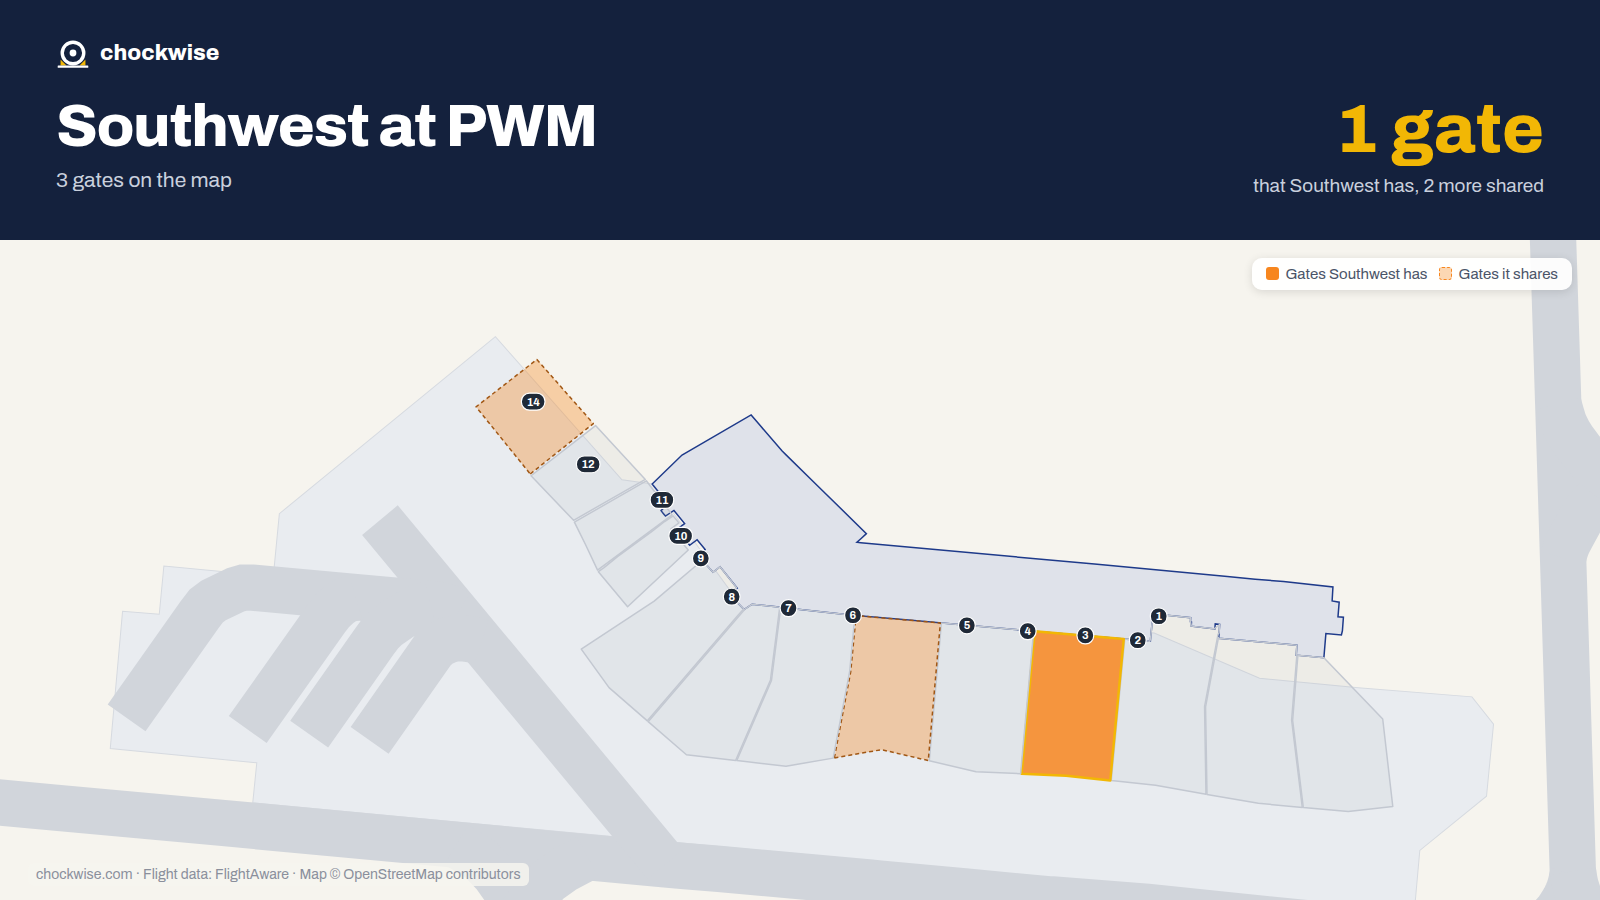 chockwise
Southwest at PWM
3 gates on the map
1 gate
that Southwest has, 2 more shared
Gates Southwest has
Gates it shares
14
12
11
10
9
8
7
6
5
4
3
2
1
chockwise.com · Flight data: FlightAware · Map © OpenStreetMap contributors